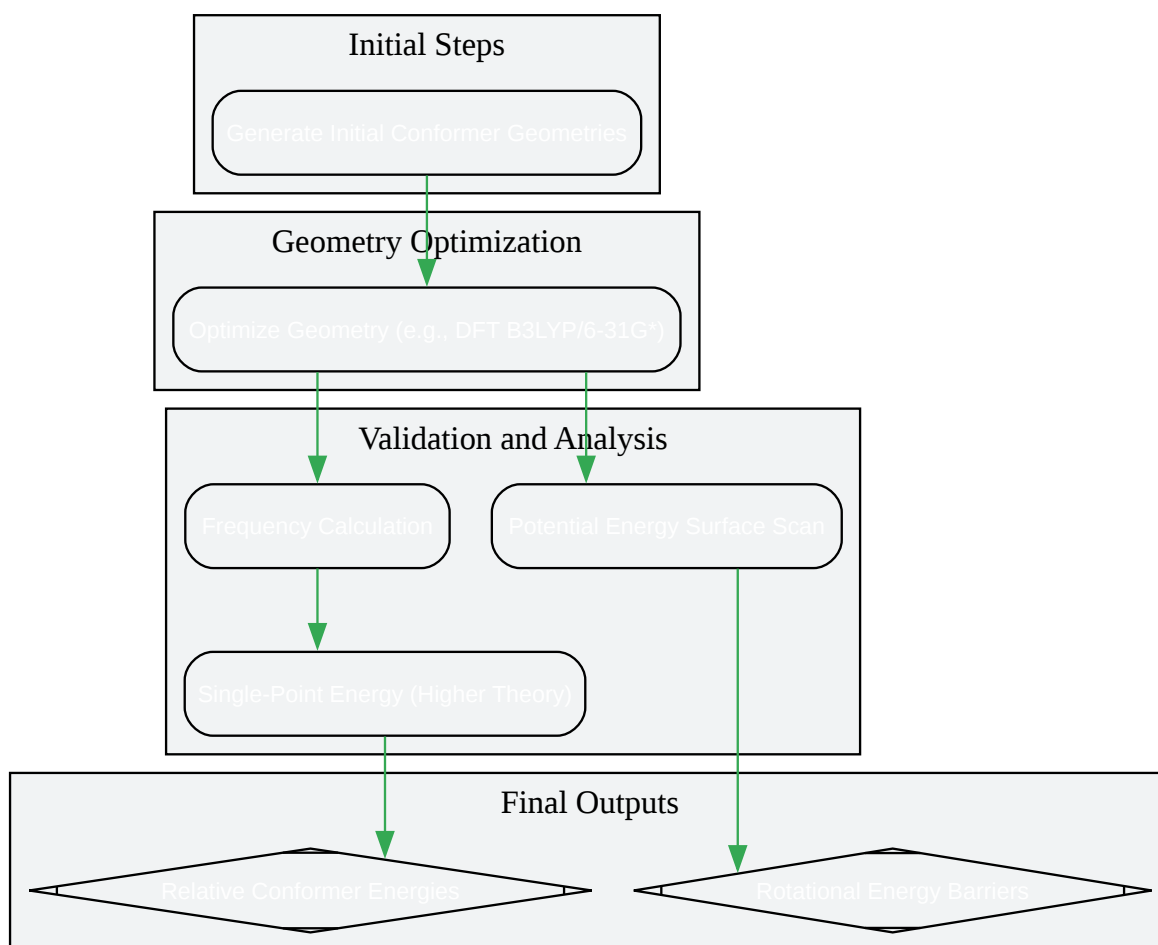 Initial Steps
Generate Initial Conformer Geometries
Geometry Optimization
Optimize Geometry (e.g., DFT B3LYP/6-31G*)
Validation and Analysis
Frequency Calculation
Potential Energy Surface Scan
Single-Point Energy (Higher Theory)
Final Outputs
Relative Conformer Energies
Rotational Energy Barriers